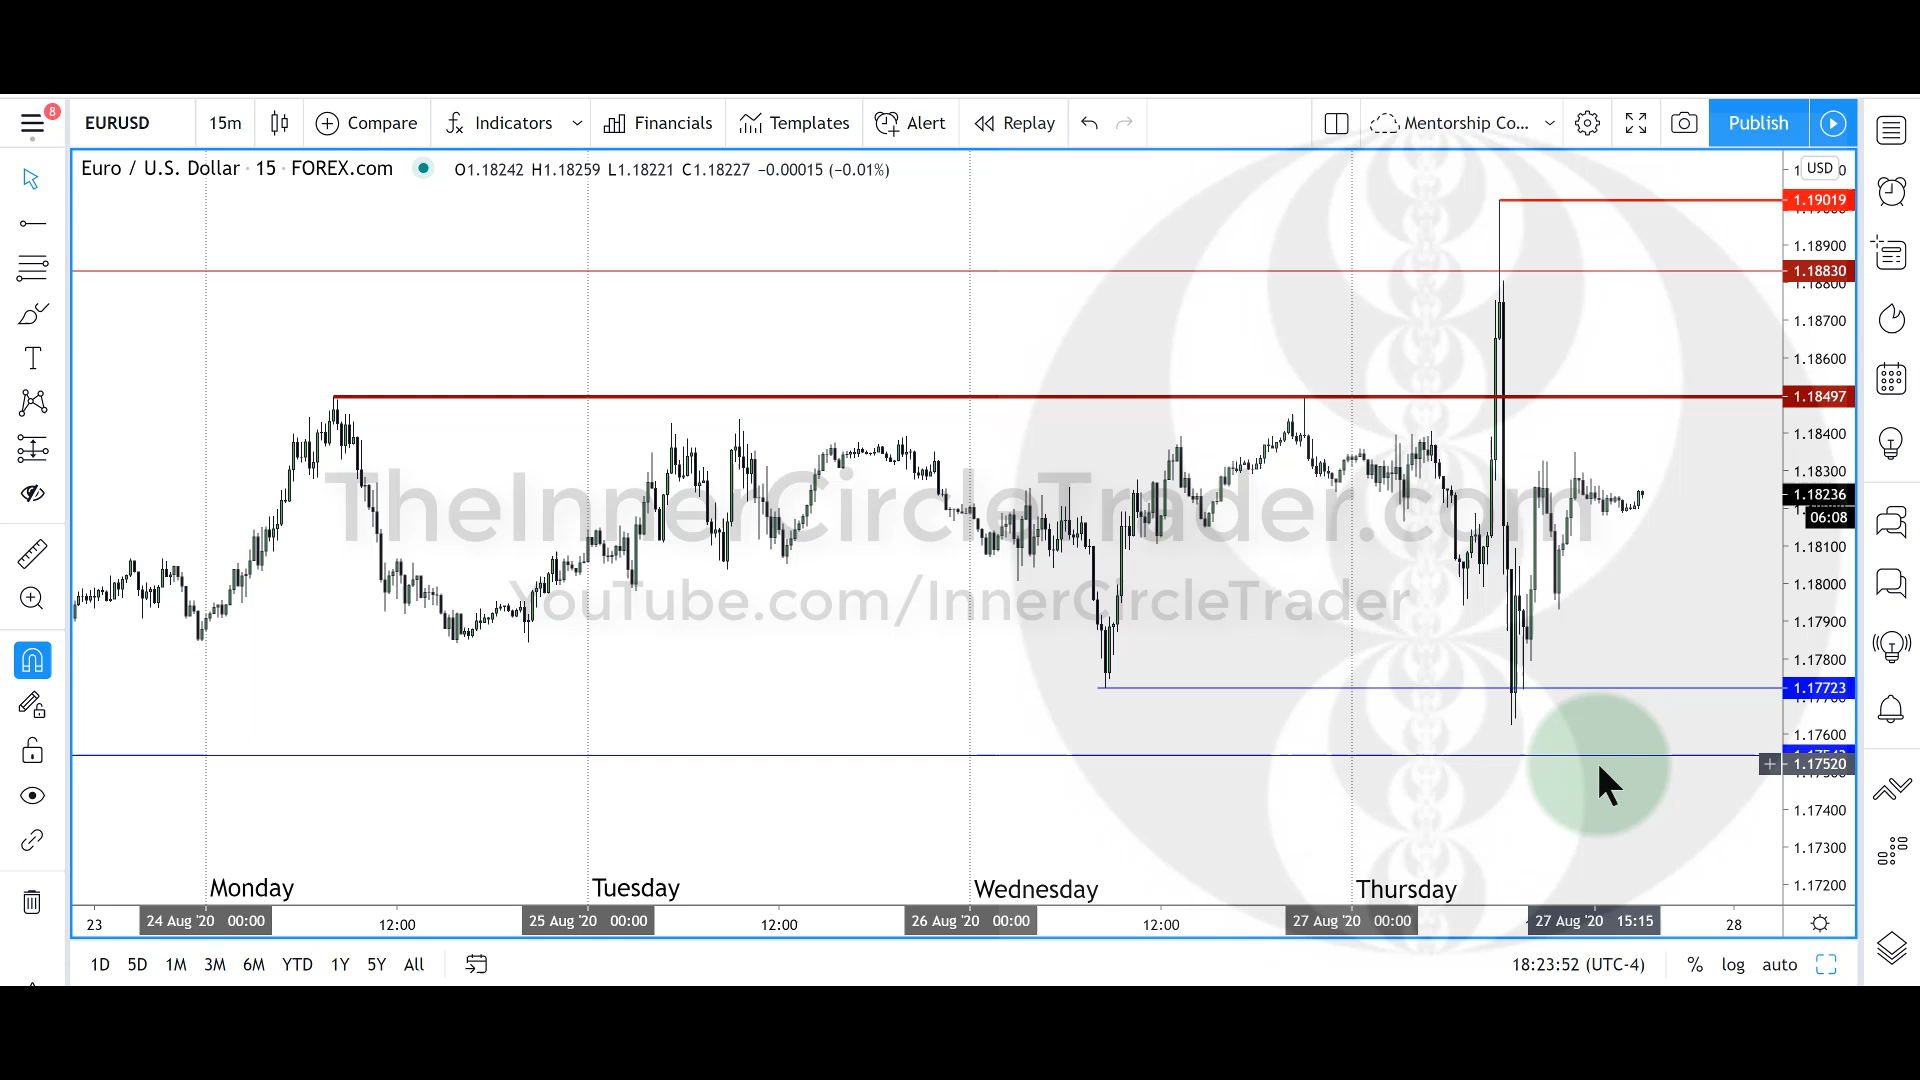 8
EURUSD 15m Compare Indicators Financials Templates Alert Replay Mentorship Co... Publish
Euro / U.S. Dollar · 15 · FOREX.com O1.18242 H1.18259 L1.18221 C1.18227 −0.00015 (−0.01%)
USD
1.19019
1.18900
1.18830
1.18800
1.18700
1.18600
1.18497
1.18400
1.18300
1.18236
06:08
1.18100
1.18000
1.17900
1.17800
1.17723
1.17600
1.17520
1.17400
1.17300
1.17200
TheInnerCircleTrader.com
YouTube.com/InnerCircleTrader
Monday Tuesday Wednesday Thursday
23 24 Aug '20 00:00 12:00 25 Aug '20 00:00 12:00 26 Aug '20 00:00 12:00 27 Aug '20 00:00 27 Aug '20 15:15 28
1D 5D 1M 3M 6M YTD 1Y 5Y All 18:23:52 (UTC-4) % log auto